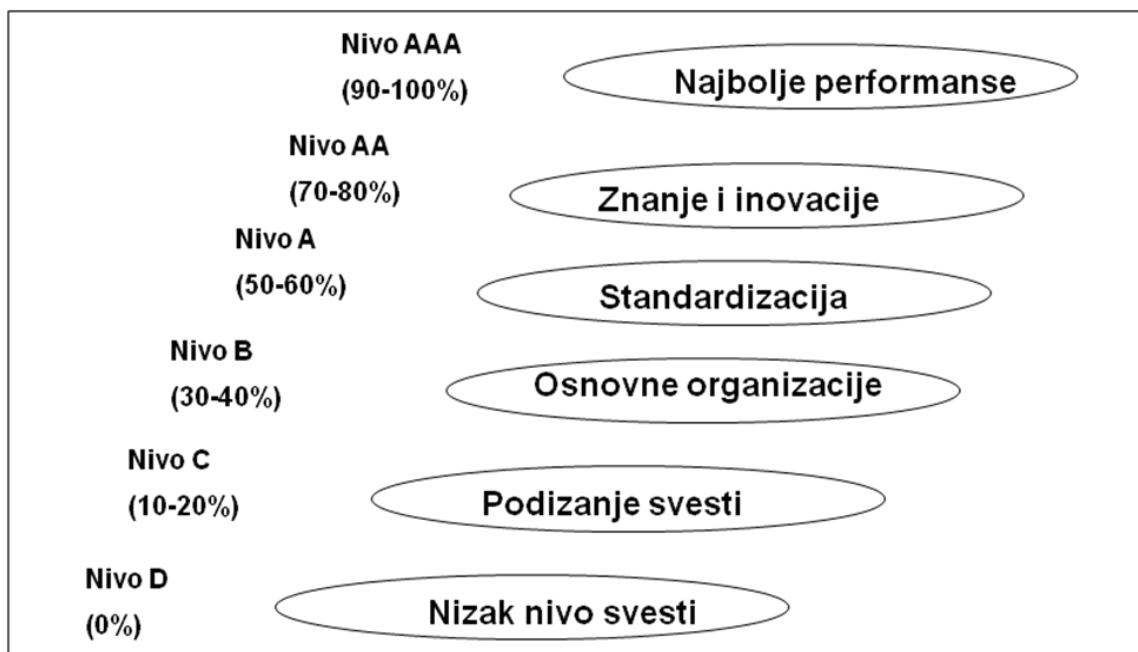 Nivo AAA
(90-100%)
Najbolje performanse
Nivo AA
(70-80%)
Znanje i inovacije
Nivo A
(50-60%)
Standardizacija
Nivo B
(30-40%)
Osnovne organizacije
Nivo C
(10-20%)
Podizanje svesti
Nivo D
(0%)
Nizak nivo svesti